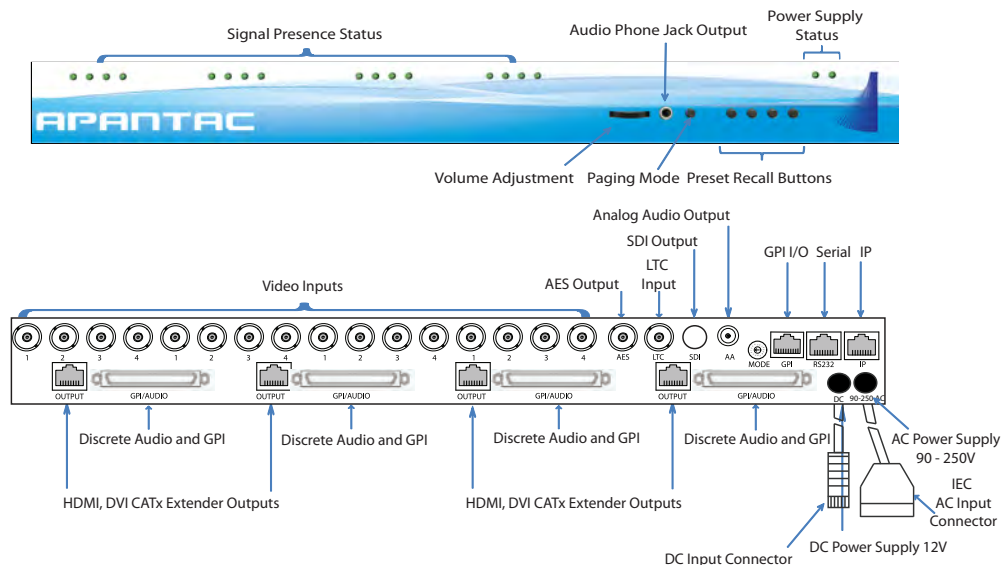 Signal Presence Status
Audio Phone Jack Output
Power Supply
Status
APANTAC
Volume Adjustment
Paging Mode
Preset Recall Buttons
Analog Audio Output
SDI Output
GPI I/O
Serial
IP
LTC
Input
AES Output
Video Inputs
1
2
3
4
1
2
3
4
1
2
3
4
1
2
3
4
AES
LTC
SDI
AA
MODE
GPI
RS232
IP
OUTPUT
GPI/AUDIO
OUTPUT
GPI/AUDIO
OUTPUT
GPI/AUDIO
OUTPUT
GPI/AUDIO
DC
90-250 AC
Discrete Audio and GPI
Discrete Audio and GPI
Discrete Audio and GPI
Discrete Audio and GPI
AC Power Supply
90 - 250V
HDMI, DVI CATx Extender Outputs
HDMI, DVI CATx Extender Outputs
IEC
AC Input
Connector
DC Power Supply 12V
DC Input Connector